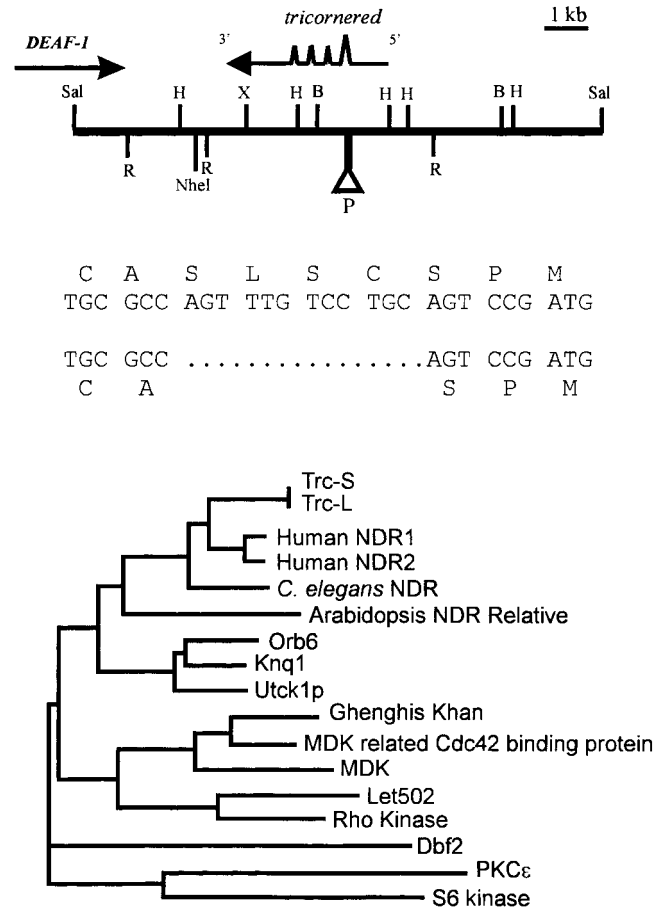 tricornered
1 kb
DEAF-1
3'
5'
Sal H X H B H H B H Sal
R NheI R R
P
C A S L S C S P M
TGC GCC AGT TTG TCC TGC AGT CCG ATG
TGC GCC ................AGT CCG ATG
C A S P M
Trc-S
Trc-L
Human NDR1
Human NDR2
C. elegans NDR
Arabidopsis NDR Relative
Orb6
Knq1
Utck1p
Ghenghis Khan
MDK related Cdc42 binding protein
MDK
Let502
Rho Kinase
Dbf2
PKCε
S6 kinase